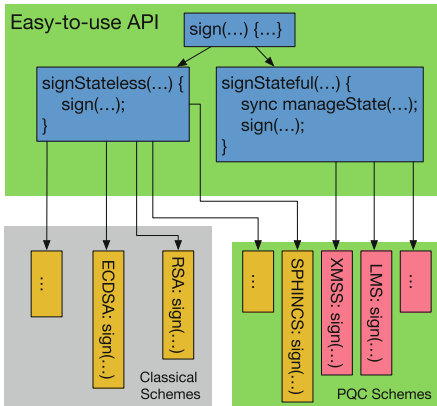 Easy-to-use API
sign(…) {…}
signStateless(…) {
sign(…);
}
signStateful(…) {
sync manageState(…);
sign(…);
}
…
ECDSA: sign(…)
RSA: sign(…)
Classical
Schemes
…
SPHINCS: sign(…)
XMSS: sign(…)
LMS: sign(…)
…
PQC Schemes